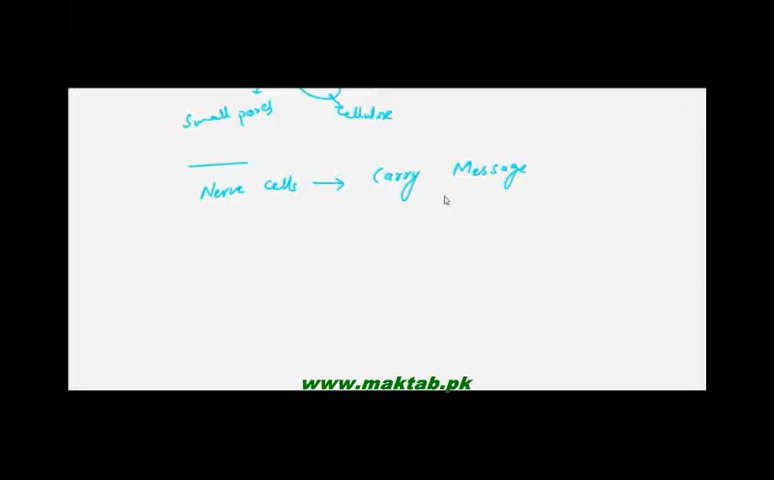 Small pores
Cellulose
Nerve cells → Carry Message
www.maktab.pk